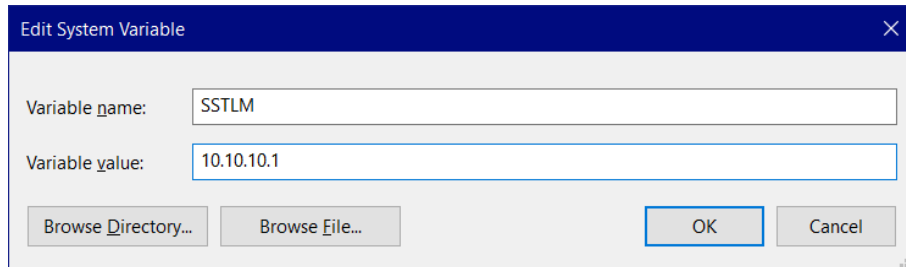 Edit System Variable
Variable name: SSTLM
Variable value: 10.10.10.1
Browse Directory... Browse File... OK Cancel